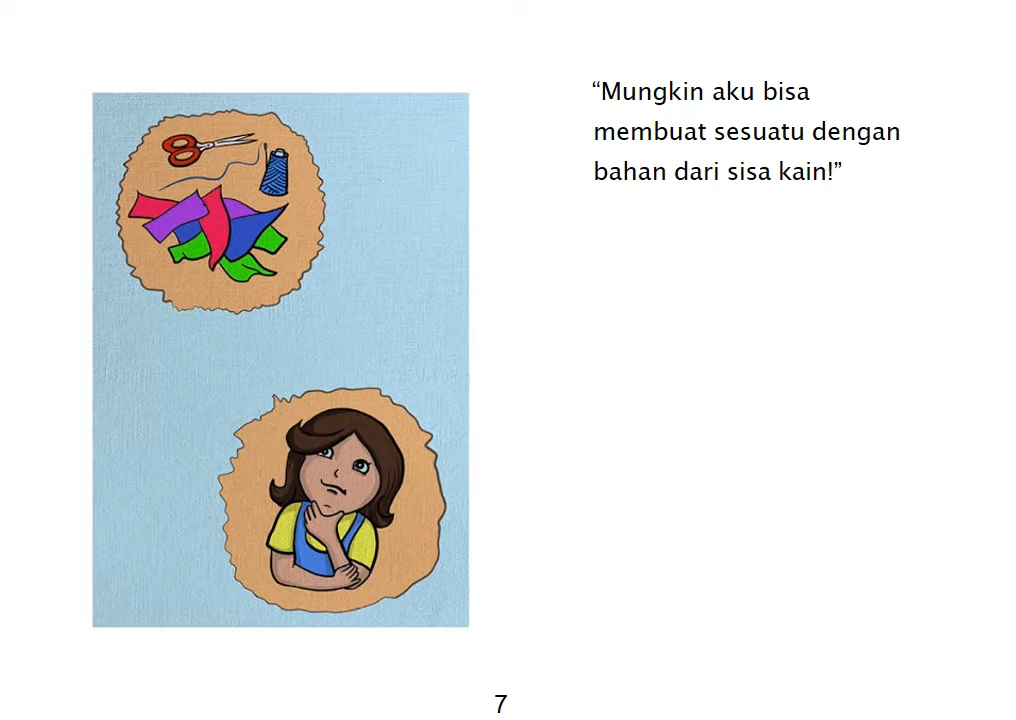 “Mungkin aku bisa
membuat sesuatu dengan
bahan dari sisa kain!”
7